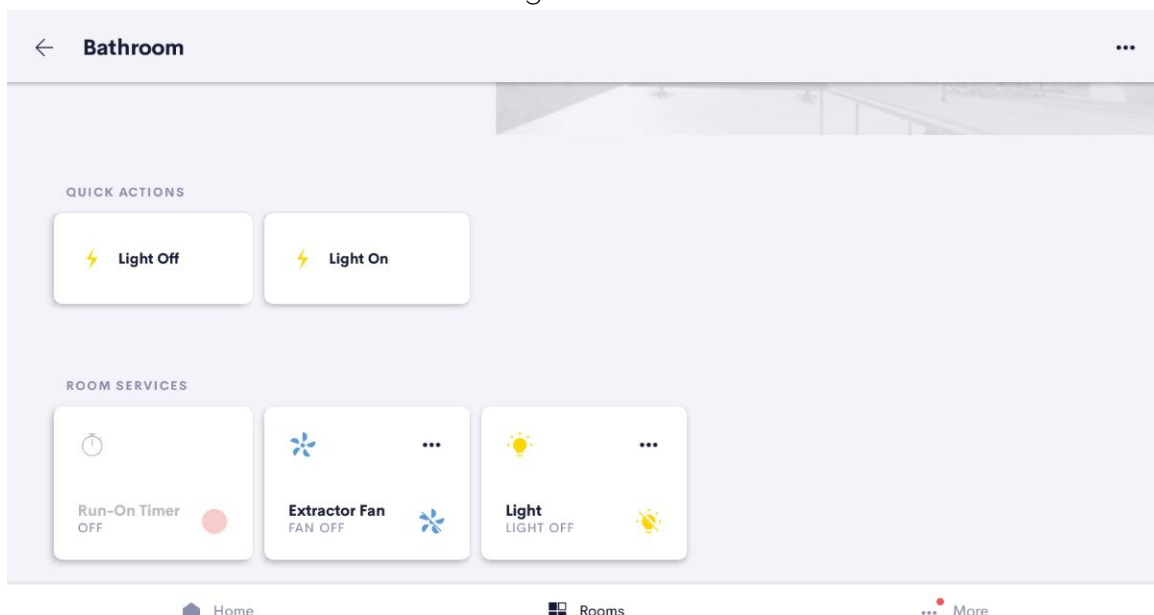 Bathroom
QUICK ACTIONS
Light Off
Light On
ROOM SERVICES
Run-On Timer
OFF
Extractor Fan
FAN OFF
Light
LIGHT OFF
Home
Rooms
More